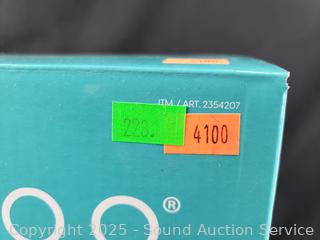 ITM / ART. 2354207
228.
4100
®
Copyright © 2025 - Sound Auction Service